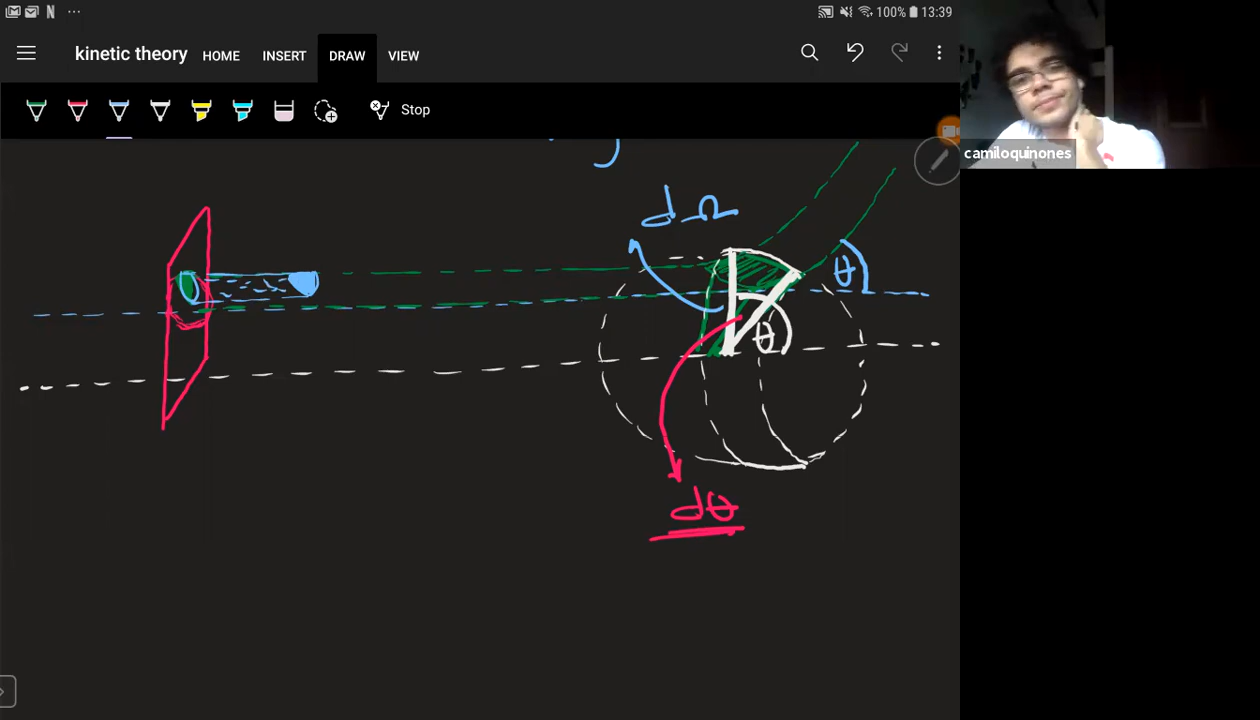 100% 13:39
kinetic theory HOME INSERT DRAW VIEW
Stop
camiloquinones
dΩ
θ
θ
dθ